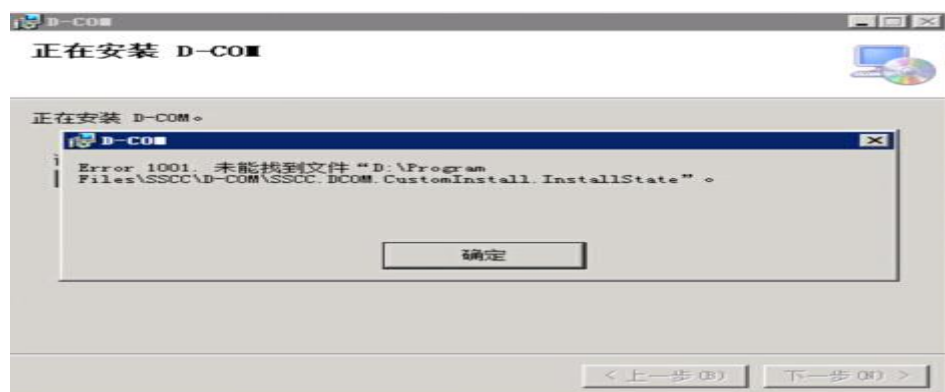 D-COM
正在安装 D-COM
正在安装 D-COM。
D-COM
Error 1001. 未能找到文件“D:\Program
Files\SSCC\D-COM\SSCC.DCOM.CustomInstall.InstallState”。
确定
< 上一步(B)
下一步(N) >